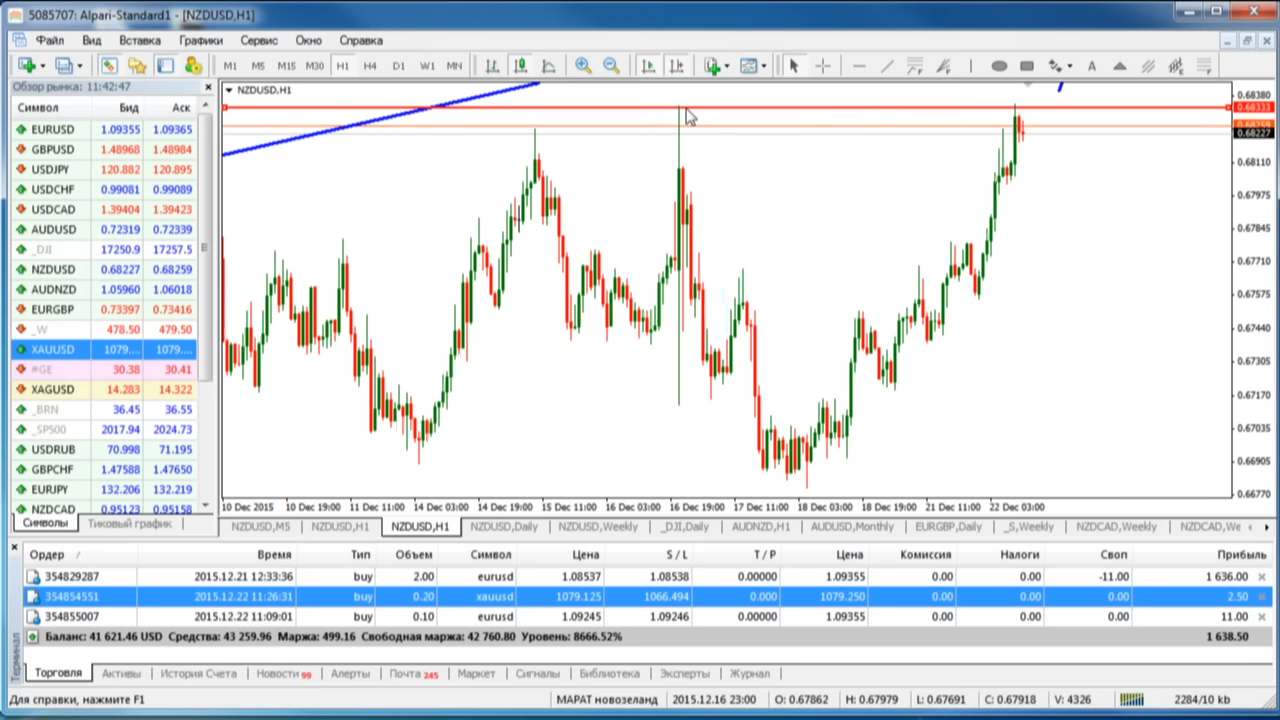 5085707: Alpari-Standard1 - [NZDUSD,H1]
Файл Вид Вставка Графики Сервис Окно Справка
M1 M5 M15 M30 H1 H4 D1 W1 MN
Обзор рынка: 11:42:47
Символ Бид Аск
EURUSD 1.09355 1.09365
GBPUSD 1.48968 1.48984
USDJPY 120.882 120.895
USDCHF 0.99081 0.99089
USDCAD 1.39404 1.39423
AUDUSD 0.72319 0.72339
_DJI 17250.9 17257.5
NZDUSD 0.68227 0.68259
AUDNZD 1.05960 1.06018
EURGBP 0.73397 0.73416
_W 478.50 479.50
XAUUSD 1079.... 1079....
#GE 30.38 30.41
XAGUSD 14.283 14.322
_BRN 36.45 36.55
_SP500 2017.94 2024.73
USDRUB 70.998 71.195
GBPCHF 1.47588 1.47650
EURJPY 132.206 132.219
NZDCAD 0.95123 0.95158
Символы Тиковый график
NZDUSD,H1
0.68380
0.68333
0.68259
0.68227
0.68110
0.67980
0.67845
0.67710
0.67575
0.67440
0.67305
0.67170
0.67035
0.66905
0.66770
10 Dec 2015 10 Dec 19:00 11 Dec 11:00 14 Dec 03:00 14 Dec 19:00 15 Dec 11:00 16 Dec 03:00 16 Dec 19:00 17 Dec 11:00 18 Dec 03:00 18 Dec 19:00 21 Dec 11:00 22 Dec 03:00
NZDUSD,M5 NZDUSD,H1 NZDUSD,H1 NZDUSD,Daily NZDUSD,Weekly _DJI,Daily AUDNZD,H1 AUDUSD,Monthly EURGBP,Daily _S,Weekly NZDCAD,Weekly NZDCAD,We
Ордер / Время Тип Объем Символ Цена S / L T / P Цена Комиссия Налоги Своп Прибыль
354829287 2015.12.21 12:33:36 buy 2.00 eurusd 1.08537 1.08538 0.00000 1.09355 0.00 0.00 -11.00 1 636.00
354854551 2015.12.22 11:26:31 buy 0.20 xauusd 1079.125 1066.494 0.000 1079.250 0.00 0.00 0.00 2.50
354855007 2015.12.22 11:09:01 buy 0.10 eurusd 1.09245 1.09246 0.00000 1.09355 0.00 0.00 0.00 11.00
Баланс: 41 621.46 USD Средства: 43 259.96 Маржа: 499.16 Свободная маржа: 42 760.80 Уровень: 8666.52% 1 638.50
Терминал
Торговля Активы История Счета Новости 99 Алерты Почта 245 Маркет Сигналы Библиотека Эксперты Журнал
Для справки, нажмите F1 МАРАТ новозеланд 2015.12.16 23:00 O: 0.67862 H: 0.67979 L: 0.67691 C: 0.67918 V: 4326 2284/10 kb